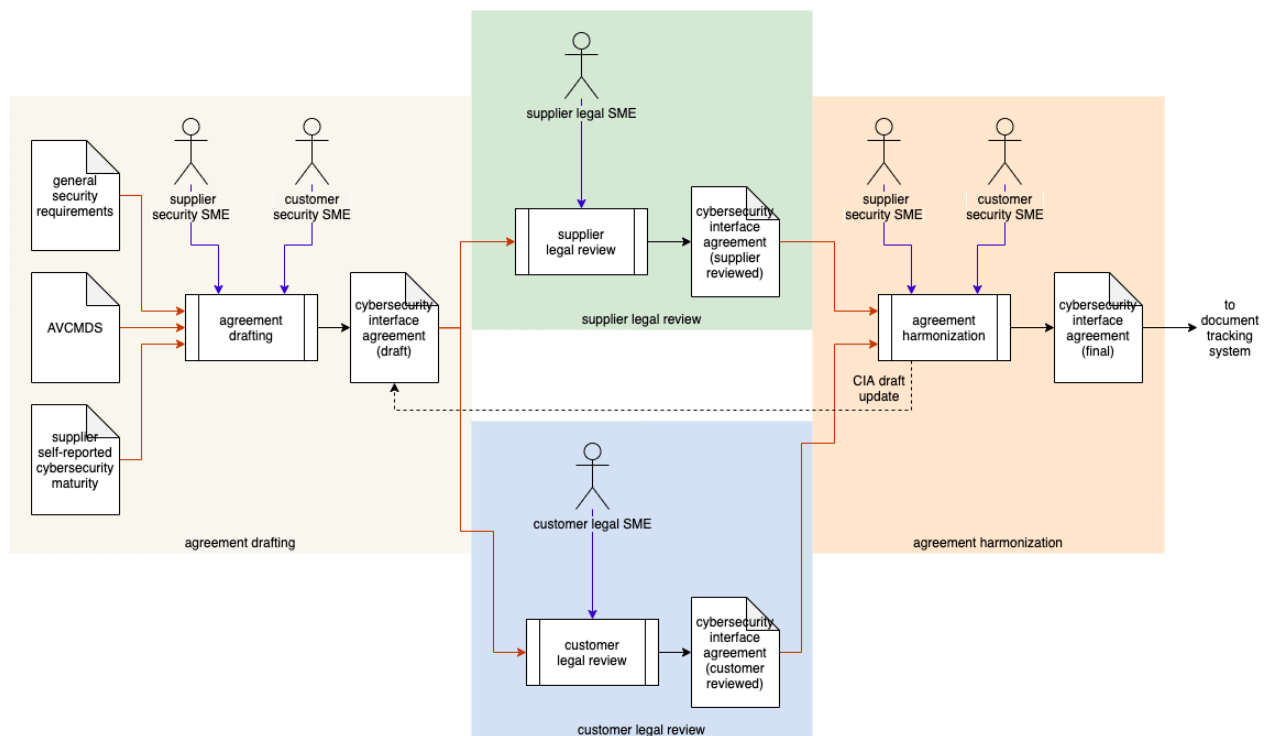 general
security
requirements
AVCMDS
supplier
self-reported
cybersecurity
maturity
supplier
security SME
customer
security SME
agreement
drafting
cybersecurity
interface
agreement
(draft)
agreement drafting
supplier legal SME
supplier
legal review
cybersecurity
interface
agreement
(supplier
reviewed)
supplier legal review
customer legal SME
customer
legal review
cybersecurity
interface
agreement
(customer
reviewed)
customer legal review
supplier
security SME
customer
security SME
agreement
harmonization
CIA draft
update
cybersecurity
interface
agreement
(final)
agreement harmonization
to
document
tracking
system